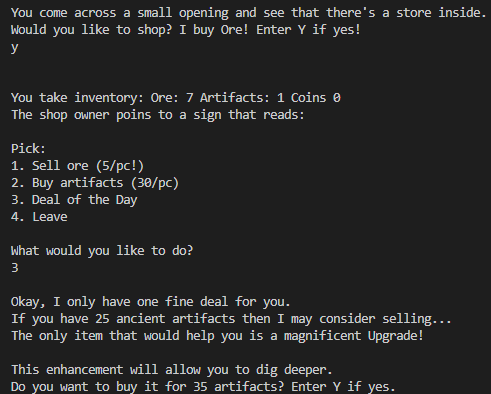 You come across a small opening and see that there's a store inside.
Would you like to shop? I buy Ore! Enter Y if yes!
y
You take inventory: Ore: 7 Artifacts: 1 Coins 0
The shop owner poins to a sign that reads:
Pick:
1. Sell ore (5/pc!)
2. Buy artifacts (30/pc)
3. Deal of the Day
4. Leave
What would you like to do?
3
Okay, I only have one fine deal for you.
If you have 25 ancient artifacts then I may consider selling...
The only item that would help you is a magnificent Upgrade!
This enhancement will allow you to dig deeper.
Do you want to buy it for 35 artifacts? Enter Y if yes.